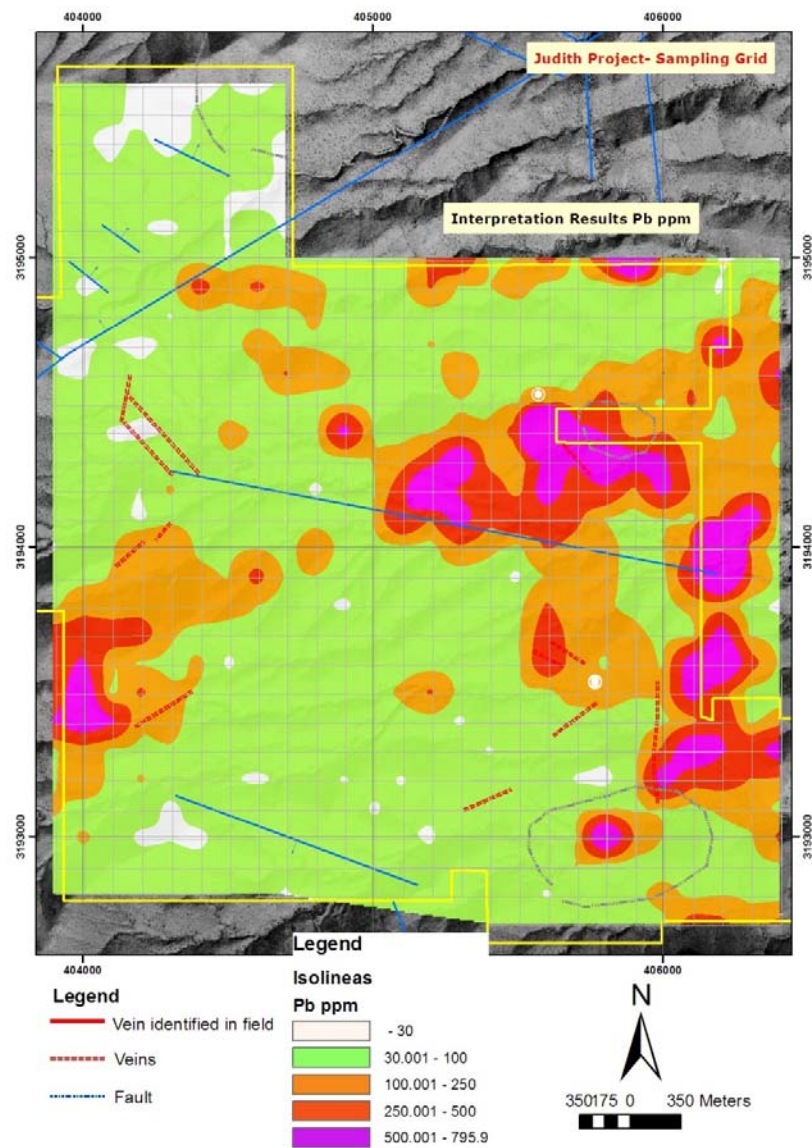 404000
405000
406000
Judith Project- Sampling Grid
Interpretation Results Pb ppm
3195000
3195000
3194000
3194000
3193000
3193000
404000
406000
Legend
Isolineas
Pb ppm
- 30
30.001 - 100
100.001 - 250
250.001 - 500
500.001 - 795.9
Legend
Vein identified in field
Veins
Fault
N
350175 0 350 Meters